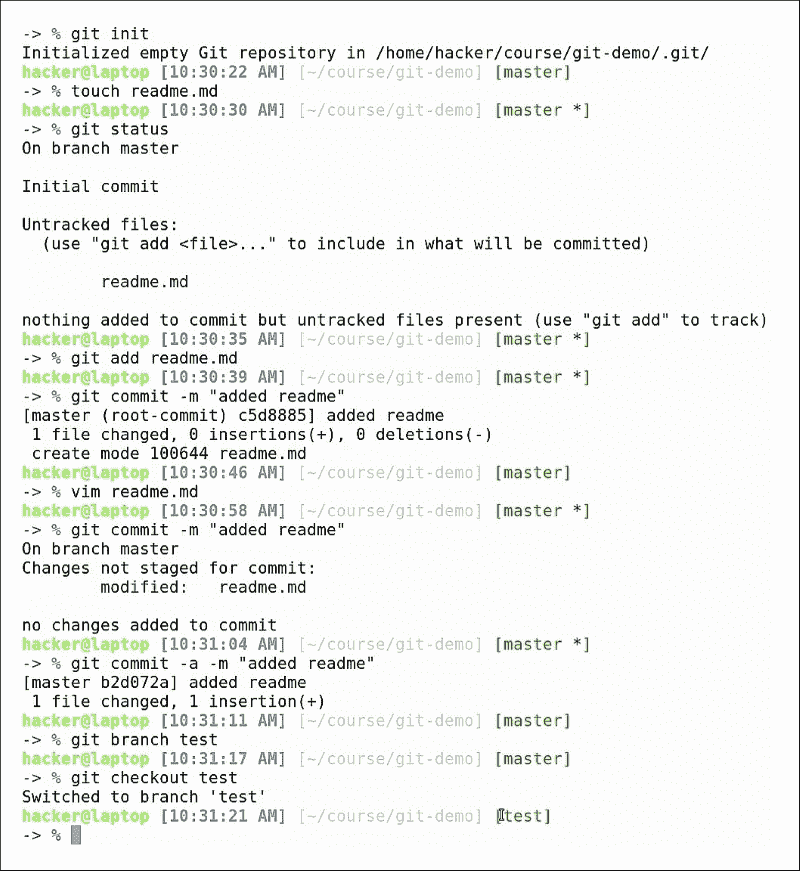 -> % git init
Initialized empty Git repository in /home/hacker/course/git-demo/.git/
hacker@laptop [10:30:22 AM] [~/course/git-demo] [master]
-> % touch readme.md
hacker@laptop [10:30:30 AM] [~/course/git-demo] [master *]
-> % git status
On branch master
Initial commit
Untracked files:
  (use "git add <file>..." to include in what will be committed)
        readme.md
nothing added to commit but untracked files present (use "git add" to track)
hacker@laptop [10:30:35 AM] [~/course/git-demo] [master *]
-> % git add readme.md
hacker@laptop [10:30:39 AM] [~/course/git-demo] [master *]
-> % git commit -m "added readme"
[master (root-commit) c5d8885] added readme
 1 file changed, 0 insertions(+), 0 deletions(-)
 create mode 100644 readme.md
hacker@laptop [10:30:46 AM] [~/course/git-demo] [master]
-> % vim readme.md
hacker@laptop [10:30:58 AM] [~/course/git-demo] [master *]
-> % git commit -m "added readme"
On branch master
Changes not staged for commit:
        modified:   readme.md
no changes added to commit
hacker@laptop [10:31:04 AM] [~/course/git-demo] [master *]
-> % git commit -a -m "added readme"
[master b2d072a] added readme
 1 file changed, 1 insertion(+)
hacker@laptop [10:31:11 AM] [~/course/git-demo] [master]
-> % git branch test
hacker@laptop [10:31:17 AM] [~/course/git-demo] [master]
-> % git checkout test
Switched to branch 'test'
hacker@laptop [10:31:21 AM] [~/course/git-demo] [test]
-> %